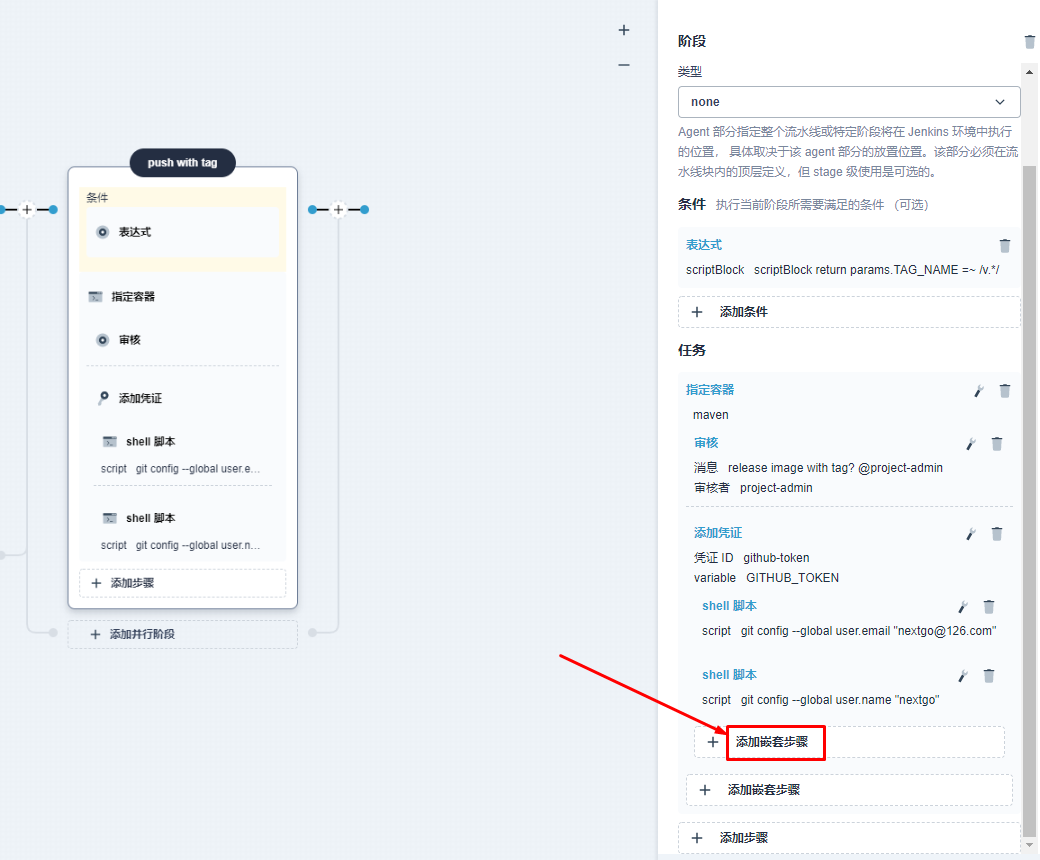 push with tag
条件
表达式
指定容器
审核
添加凭证
shell 脚本
script git config --global user.e...
shell 脚本
script git config --global user.n...
添加步骤
添加并行阶段
阶段
类型
none
Agent 部分指定整个流水线或特定阶段将在 Jenkins 环境中执行
的位置， 具体取决于该 agent 部分的放置位置。该部分必须在流
水线块内的顶层定义，但 stage 级使用是可选的。
条件 执行当前阶段所需要满足的条件 （可选）
表达式
scriptBlock scriptBlock return params.TAG_NAME =~ /v.*/
添加条件
任务
指定容器
maven
审核
消息 release image with tag? @project-admin
审核者 project-admin
添加凭证
凭证 ID github-token
variable GITHUB_TOKEN
shell 脚本
script git config --global user.email "nextgo@126.com"
shell 脚本
script git config --global user.name "nextgo"
添加嵌套步骤
添加嵌套步骤
添加步骤